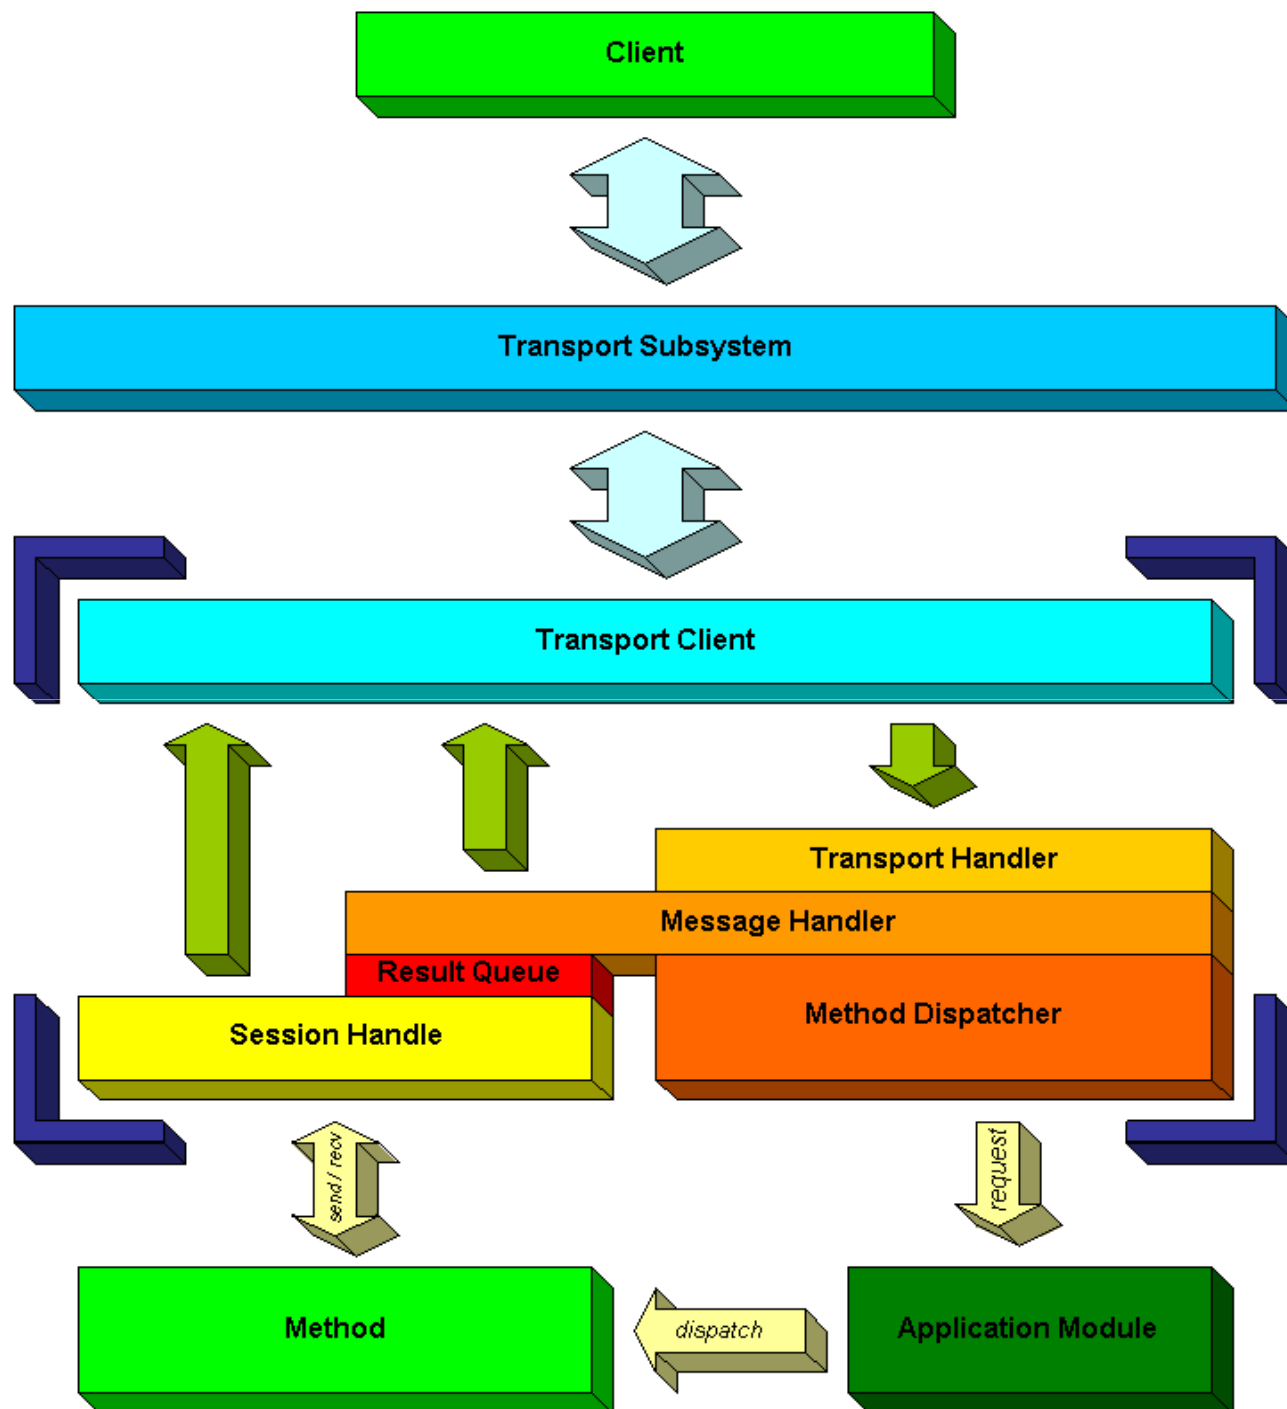 Client
Transport Subsystem
Transport Client
Transport Handler
Message Handler
Result Queue
Method Dispatcher
Session Handle
send / recv
request
Method
dispatch
Application Module